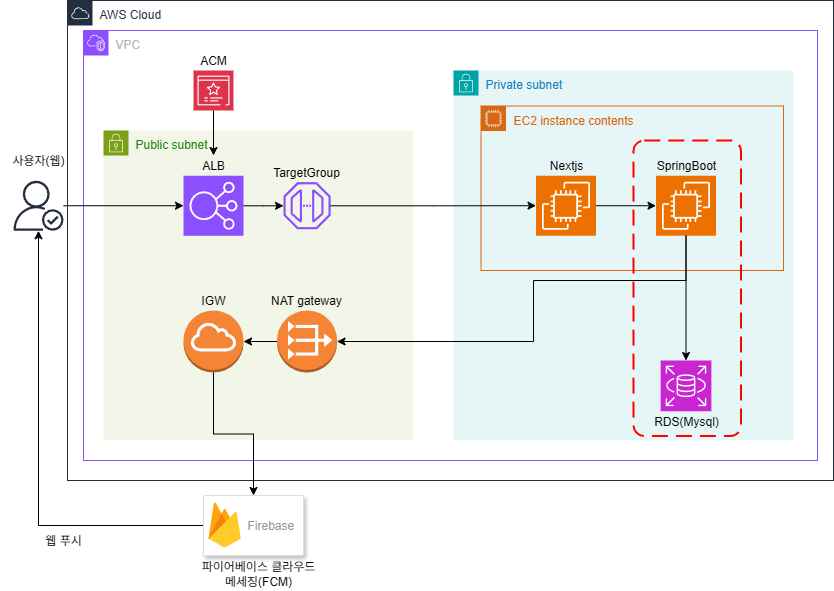 AWS Cloud
VPC
ACM
Private subnet
EC2 instance contents
Public subnet
사용자(웹)
ALB
TargetGroup
Nextjs
SpringBoot
IGW
NAT gateway
RDS(Mysql)
Firebase
웹 푸시
파이어베이스 클라우드
메세징(FCM)